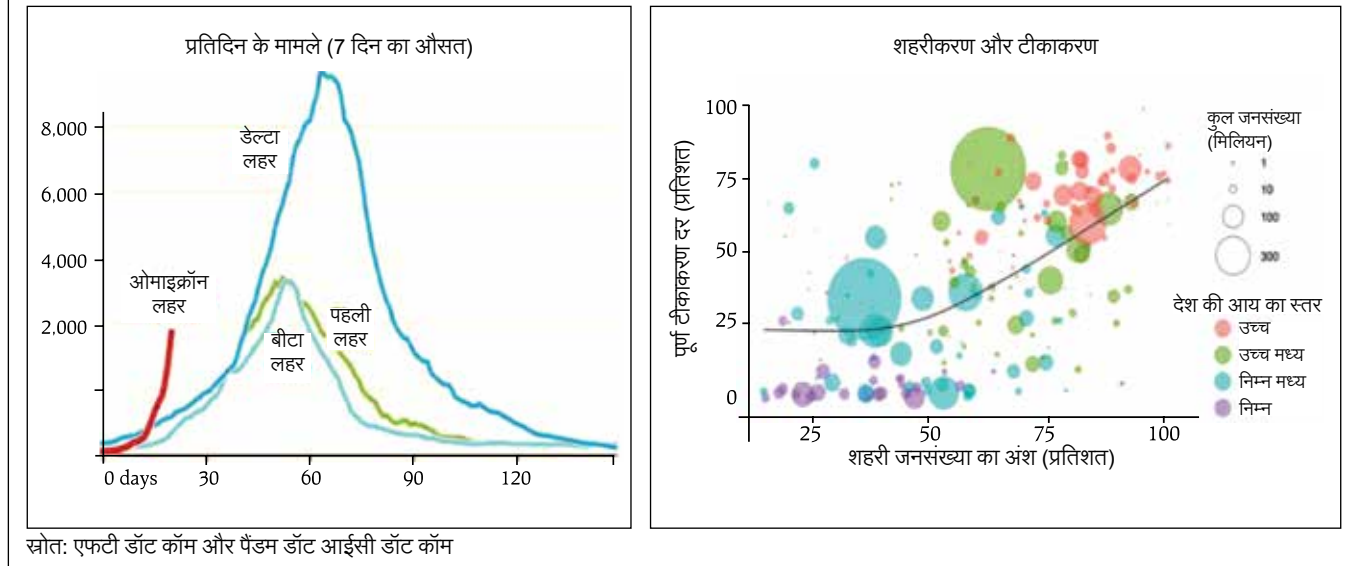 प्रतिदिन के मामले (7 दिन का औसत)
8,000
6,000
4,000
2,000
डेल्टा
लहर
ओमाइक्रॉन
लहर
बीटा
लहर
पहली
लहर
0 days
30
60
90
120
शहरीकरण और टीकाकरण
पूर्ण टीकाकरण दर (प्रतिशत)
100
75
50
25
0
25
50
75
100
शहरी जनसंख्या का अंश (प्रतिशत)
कुल जनसंख्या
(मिलियन)
1
10
100
300
देश की आय का स्तर
उच्च
उच्च मध्य
निम्न मध्य
निम्न
स्रोत: एफटी डॉट कॉम और पैंडम डॉट आईसी डॉट कॉम